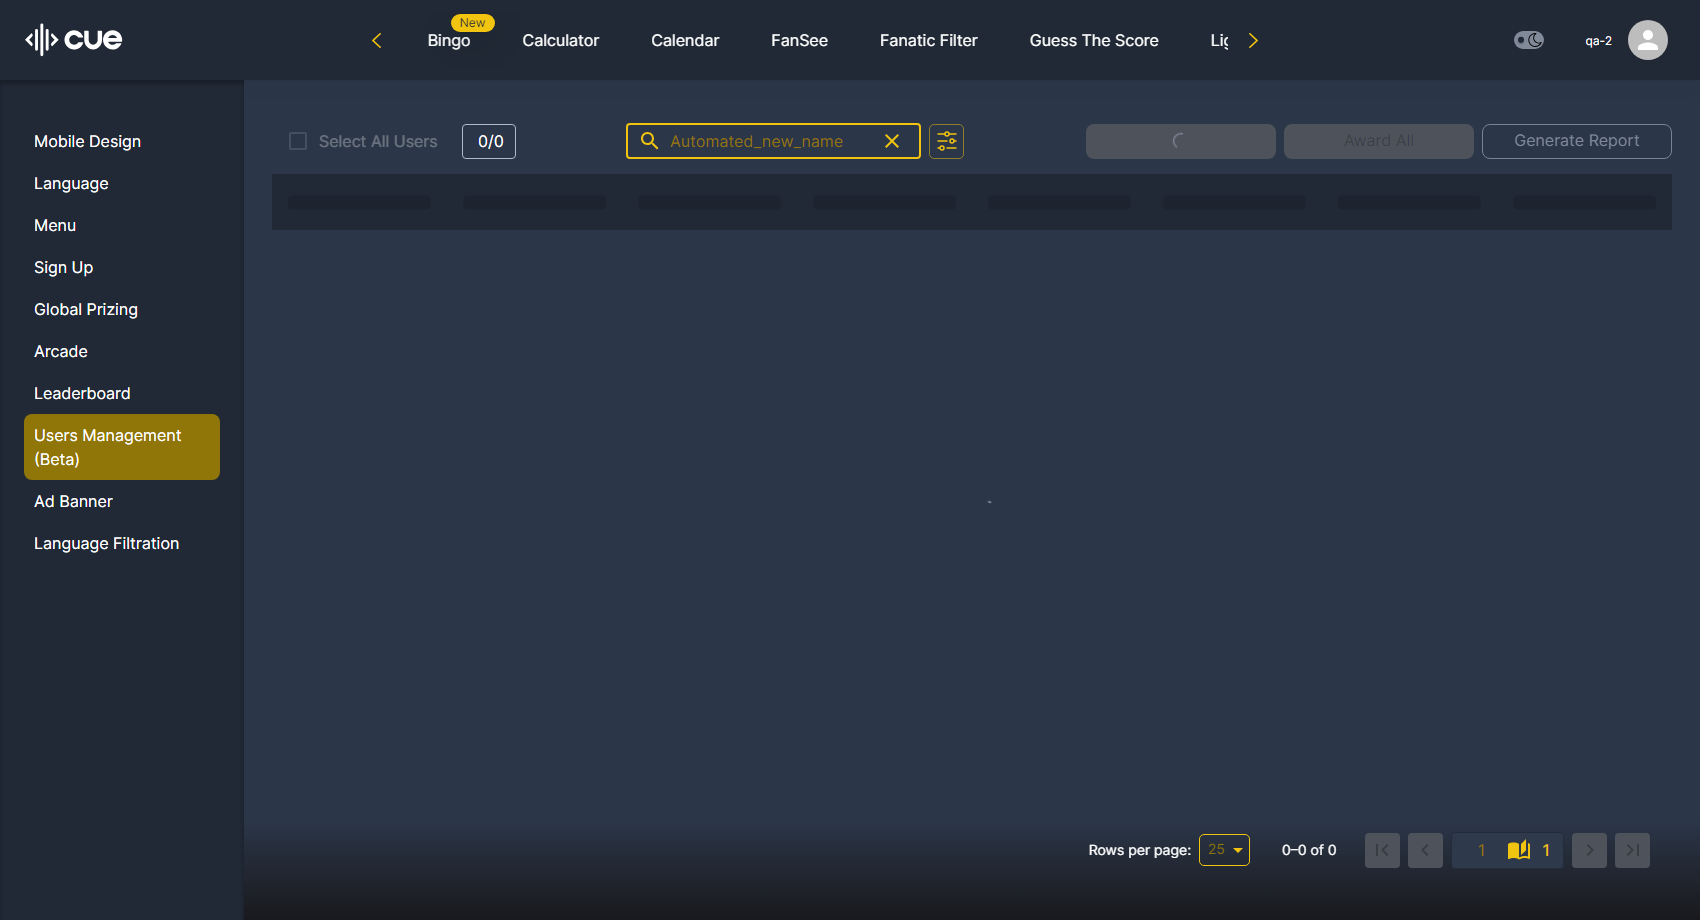 cue
New
Bingo
Calculator
Calendar
FanSee
Fanatic Filter
Guess The Score
Lig
qa-2
Mobile Design
Language
Menu
Sign Up
Global Prizing
Arcade
Leaderboard
Users Management
(Beta)
Ad Banner
Language Filtration
Select All Users
0/0
Automated_new_name
Award All
Generate Report
Rows per page:
25
0–0 of 0
1
1